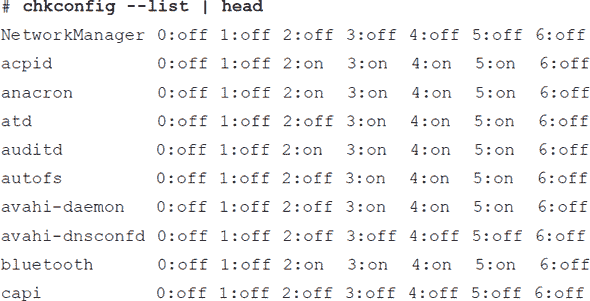 # chkconfig --list | head
NetworkManager 0:off 1:off 2:off 3:off 4:off 5:off 6:off
acpid 0:off 1:off 2:on 3:on 4:on 5:on 6:off
anacron 0:off 1:off 2:on 3:on 4:on 5:on 6:off
atd 0:off 1:off 2:off 3:on 4:on 5:on 6:off
auditd 0:off 1:off 2:on 3:on 4:on 5:on 6:off
autofs 0:off 1:off 2:off 3:on 4:on 5:on 6:off
avahi-daemon 0:off 1:off 2:off 3:on 4:on 5:on 6:off
avahi-dnsconfd 0:off 1:off 2:off 3:off 4:off 5:off 6:off
bluetooth 0:off 1:off 2:on 3:on 4:on 5:on 6:off
capi 0:off 1:off 2:off 3:off 4:off 5:off 6:off